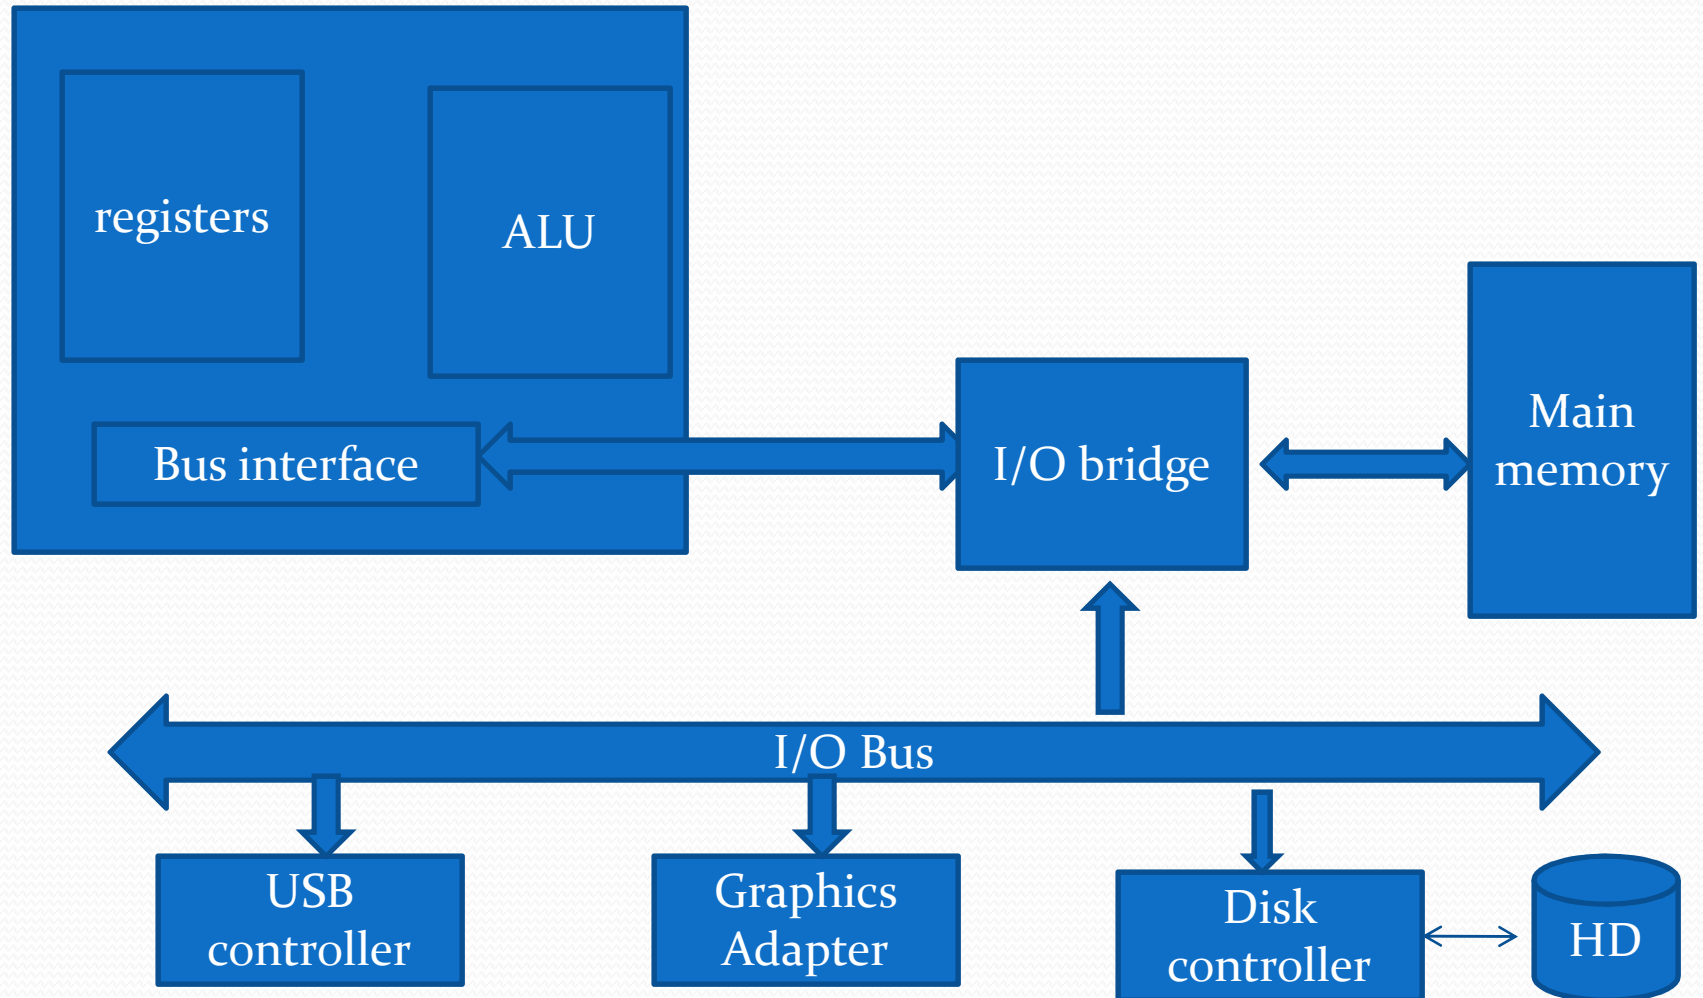 registers
ALU
Bus interface
I/O bridge
Main
memory
I/O Bus
USB
controller
Graphics
Adapter
Disk
controller
HD